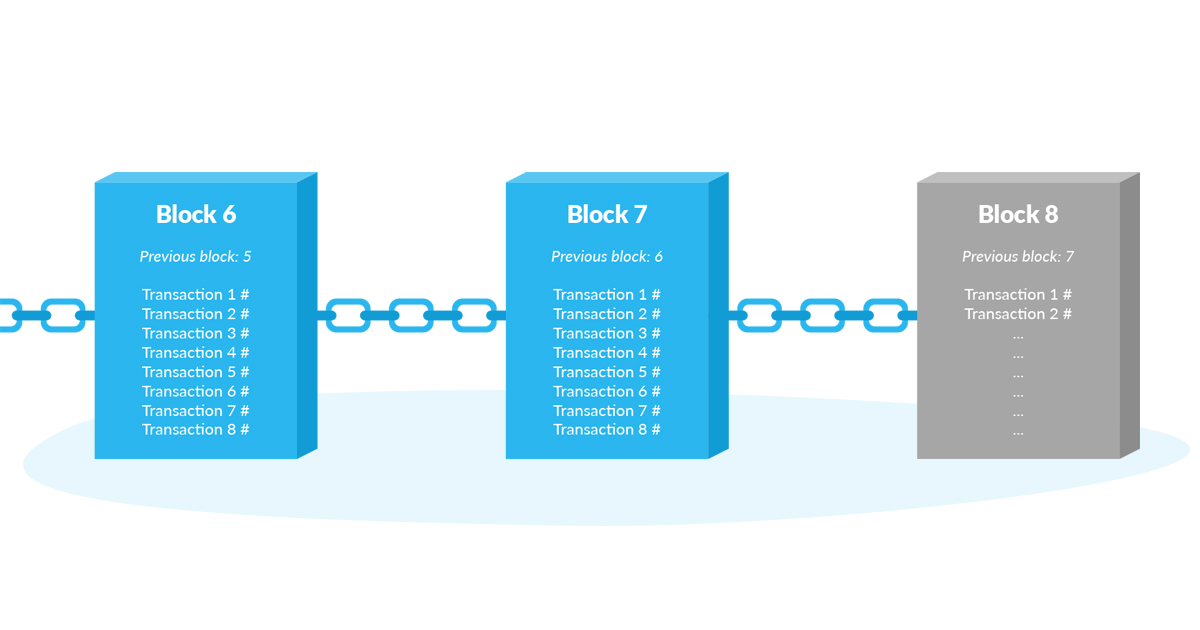 Block 6
Previous block: 5
Transaction 1 #
Transaction 2 #
Transaction 3 #
Transaction 4 #
Transaction 5 #
Transaction 6 #
Transaction 7 #
Transaction 8 #
Block 7
Previous block: 6
Transaction 1 #
Transaction 2 #
Transaction 3 #
Transaction 4 #
Transaction 5 #
Transaction 6 #
Transaction 7 #
Transaction 8 #
Block 8
Previous block: 7
Transaction 1 #
Transaction 2 #
...
...
...
...
...
...